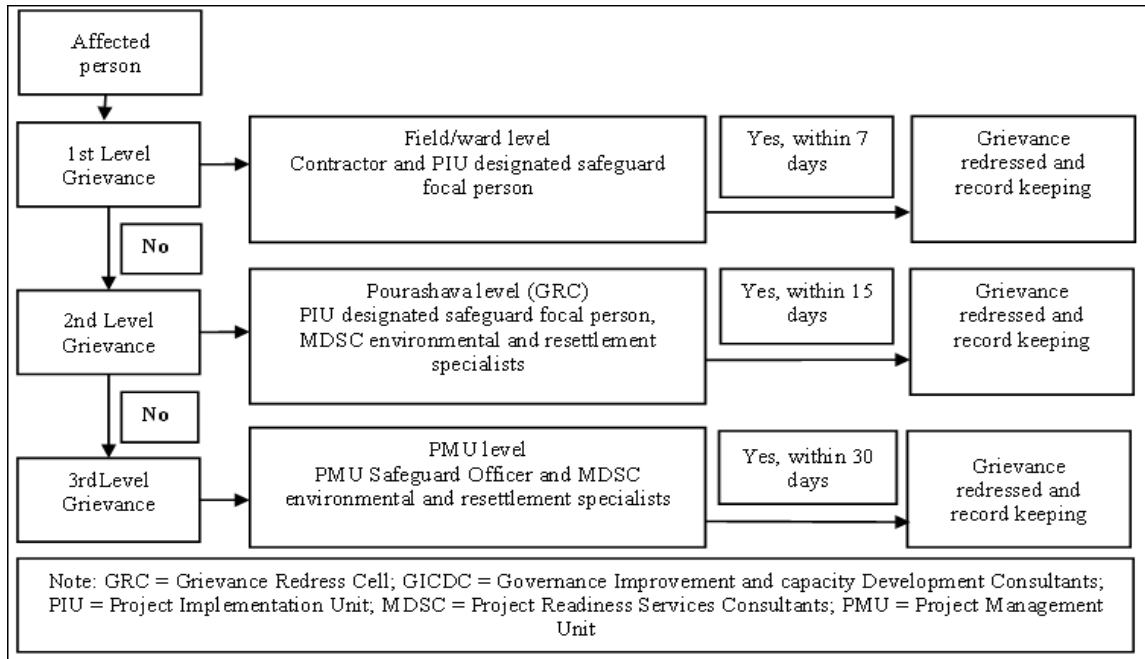 Affected
person
1st Level
Grievance
Field/ward level
Contractor and PIU designated safeguard
focal person
Yes, within 7
days
Grievance
redressed and
record keeping
No
2nd Level
Grievance
Pourashava level (GRC)
PIU designated safeguard focal person,
MDSC environmental and resettlement
specialists
Yes, within 15
days
Grievance
redressed and
record keeping
No
3rdLevel
Grievance
PMU level
PMU Safeguard Officer and MDSC
environmental and resettlement specialists
Yes, within 30
days
Grievance
redressed and
record keeping
Note: GRC = Grievance Redress Cell; GICDC = Governance Improvement and capacity Development Consultants;
PIU = Project Implementation Unit; MDSC = Project Readiness Services Consultants; PMU = Project Management
Unit